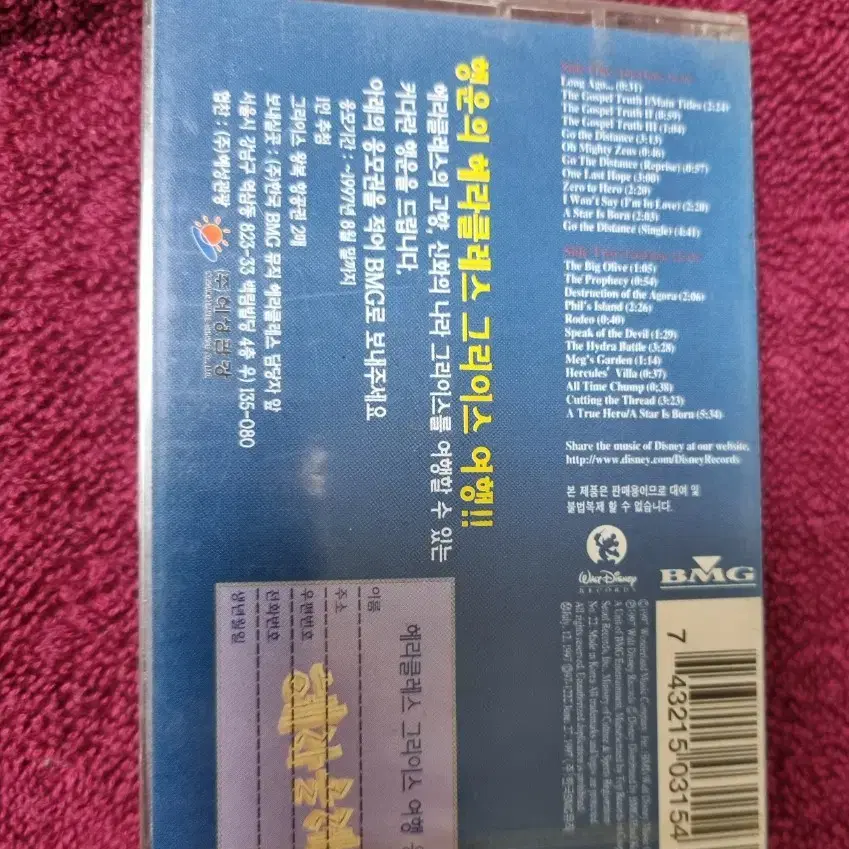 Long Ago... (0:31)
The Gospel Truth I/Main Titles (2:24)
The Gospel Truth II (0:59)
The Gospel Truth III (1:04)
Go the Distance (3:13)
Oh Mighty Zeus (0:46)
Go The Distance (Reprise) (0:57)
One Last Hope (3:00)
Zero to Hero (2:20)
I Won't Say (I'm In Love) (2:20)
A Star Is Born (2:03)
Go the Distance (Single) (4:41)
The Big Olive (1:05)
The Prophecy (0:54)
Destruction of the Agora (2:06)
Phil's Island (2:26)
Rodeo (0:40)
Speak of the Devil (1:29)
The Hydra Battle (3:28)
Meg's Garden (1:14)
Hercules' Villa (0:37)
All Time Chump (0:38)
Cutting the Thread (3:23)
A True Hero/A Star Is Born (5:34)
Share the music of Disney at our website,
http://www.disney.com/DisneyRecords
본 제품은 판매용이므로 대여 및
불법복제 할 수 없습니다.
WALT DISNEY
RECORDS
BMG
7 43215 03154
행운의 헤라클레스 그리이스 여행!!
헤라클레스의 고향, 신화의 나라 그리이스를 여행할 수 있는
커다란 행운을 드립니다.
아래의 응모권을 적어 BMG로 보내주세요
응모기간 : ~1997년 8월 말까지
1인 추첨
그리이스 왕복 항공권 2매
보내실곳 : (주)한국 BMG 뮤직 헤라클레스 담당자 앞
서울시 강남구 역삼동 823-33 백림빌딩 4층 우) 135-080
협찬 : (주)해상관광
헤라클레스 그리이스 여행
이름
주소
우편번호
전화번호
생년월일